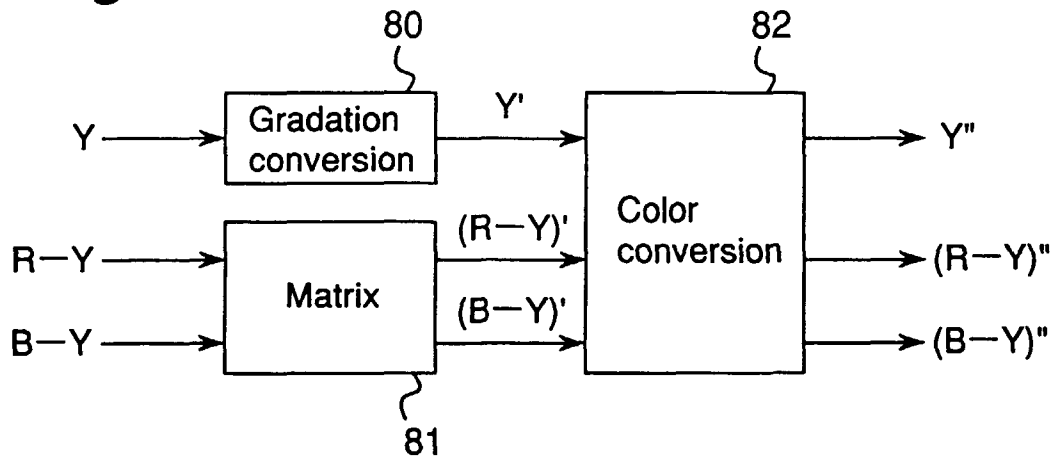 80
82
Y
Gradation
conversion
Y'
Y"
R—Y
B—Y
Matrix
(R—Y)'
(B—Y)'
Color
conversion
(R—Y)"
(B—Y)"
81